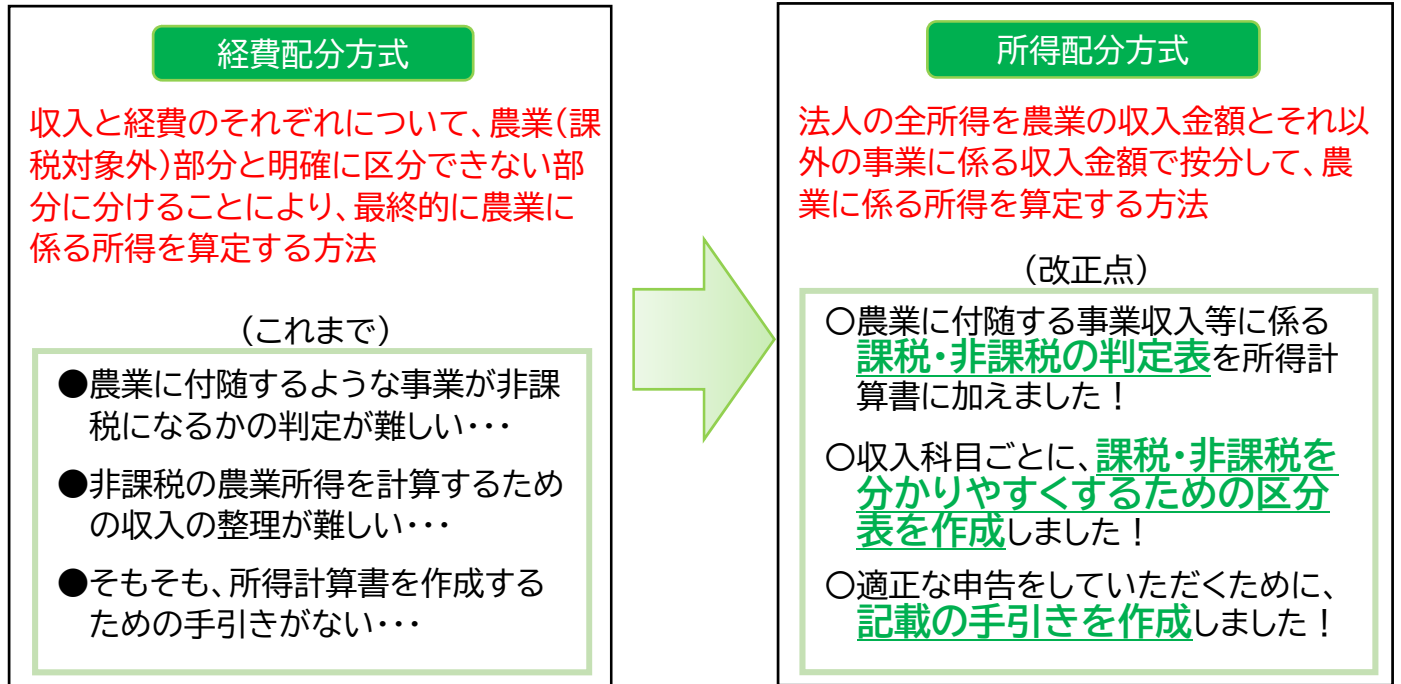 経費配分方式
収入と経費のそれぞれについて、農業(課
税対象外)部分と明確に区分できない部
分に分けることにより、最終的に農業に
係る所得を算定する方法
(これまで)
●農業に付随するような事業が非課
税になるかの判定が難しい・・・
●非課税の農業所得を計算するため
の収入の整理が難しい・・・
●そもそも、所得計算書を作成する
ための手引きがない・・・
所得配分方式
法人の全所得を農業の収入金額とそれ以
外の事業に係る収入金額で按分して、農
業に係る所得を算定する方法
(改正点)
〇農業に付随する事業収入等に係る
課税・非課税の判定表を所得計
算書に加えました!
〇収入科目ごとに、課税・非課税を
分かりやすくするための区分
表を作成しました!
〇適正な申告をしていただくために、
記載の手引きを作成しました!